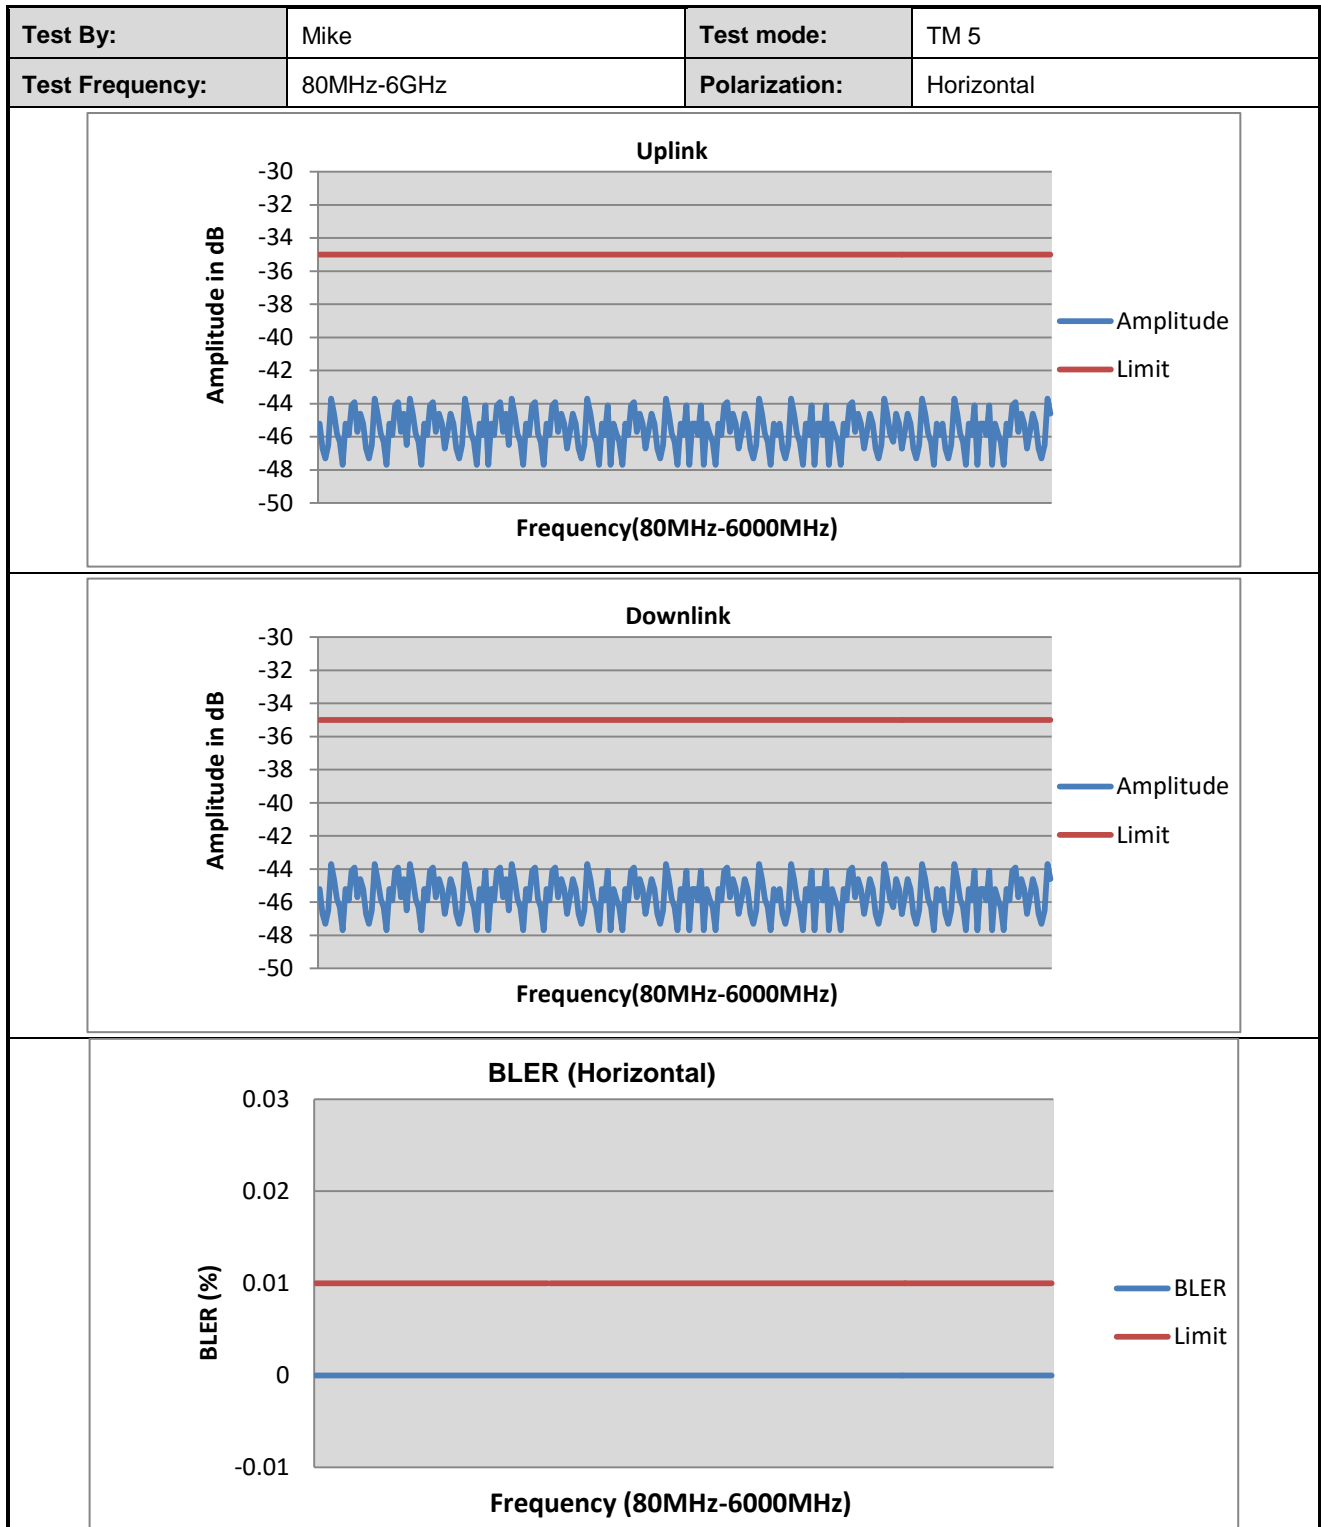 Test By: Mike Test mode: TM 5
Test Frequency: 80MHz-6GHz Polarization: Horizontal
Uplink
-30
-32
-34
-36
-38
-40
-42
-44
-46
-48
-50
Amplitude in dB
Amplitude
Limit
Frequency(80MHz-6000MHz)
Downlink
-30
-32
-34
-36
-38
-40
-42
-44
-46
-48
-50
Amplitude in dB
Amplitude
Limit
Frequency(80MHz-6000MHz)
BLER (Horizontal)
0.03
0.02
0.01
0
-0.01
BLER (%)
BLER
Limit
Frequency (80MHz-6000MHz)